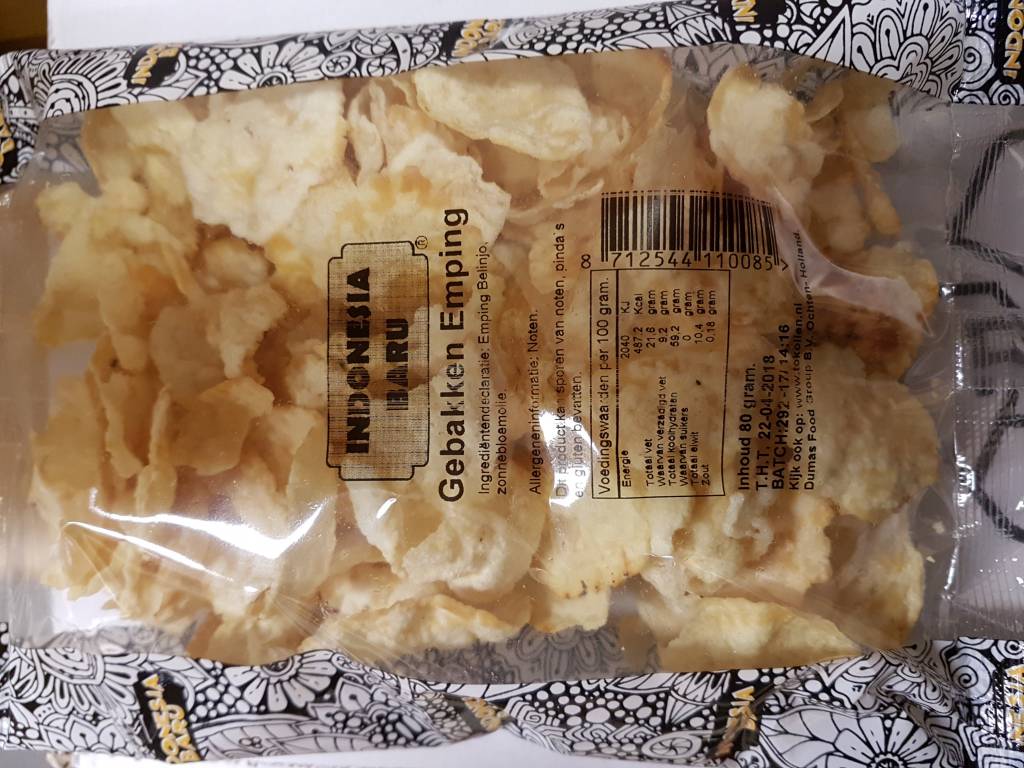 INDONESIA
BARU
®
Gebakken Emping
Ingrediëntendeclaratie: Emping Belinjo,
zonnebloemolie
Allergeneninformatie: Noten.
Dit product kan sporen van noten, pinda s
en gluten bevatten.
Voedingswaarden per 100 gram.
Energie 2040 KJ
487,2 Kcal
Totaal vet 21,6 gram
Waarvan verzadigd vet 9,2 gram
Totaal koolhydraten 59,2 gram
Waarvan suikers 0 gram
Totaal eiwit 10,4 gram
Zout 0,18 gram
8 712544 110085 >
Inhoud 80 gram.
T.H.T. 22-04-2018
BATCH:292-17/ 14:16
Kijk ook op: www.tokolien.nl
Dumas Food Group B.V. Ochten- Holland.